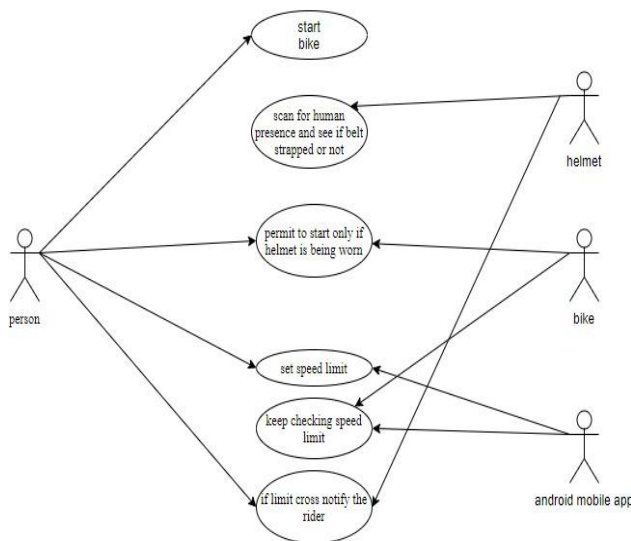 start
bike
scan for human
presence and see if belt
strapped or not
helmet
permit to start only if
helmet is being worn
person
bike
set speed limit
keep checking speed
limit
if limit cross notify the
rider
android mobile app